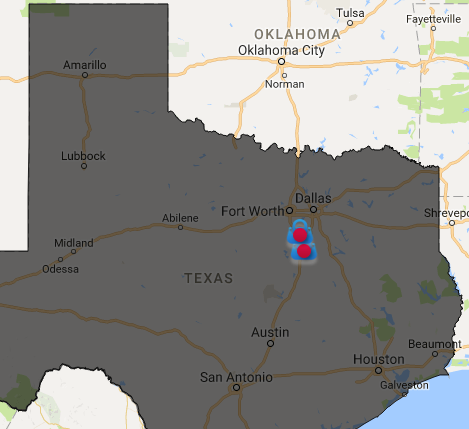 Tulsa
Fayetteville
OKLAHOMA
Oklahoma City
Amarillo
Norman
Lubbock
Dallas
Fort Worth
Abilene
Shrevepo
Midland
Odessa
TEXAS
Austin
Beaumont
Houston
San Antonio
Galveston